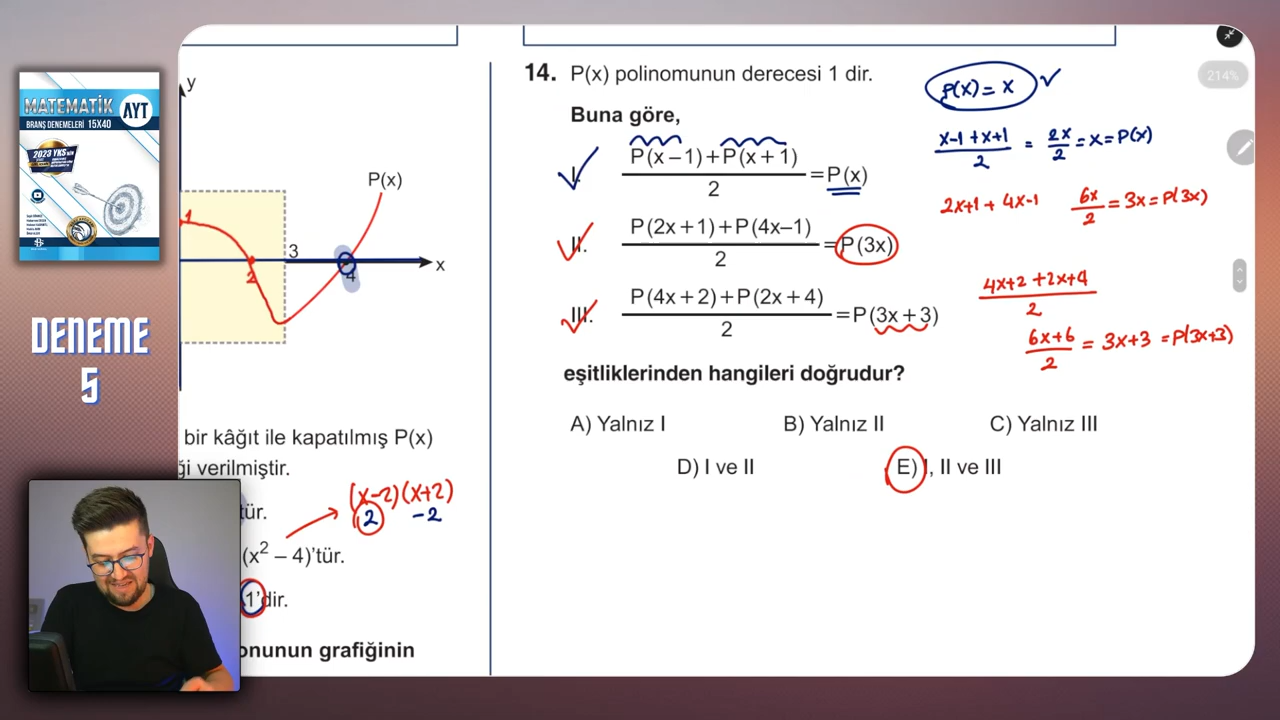 MATEMATİK
AYT
BRANŞ DENEMELERİ 15X40
2023 YKS'nin
DENEME
5
y
P(x)
1
2
3
4
x
bir kâğıt ile kapatılmış P(x)
ği verilmiştir.
tür.
(x-2)(x+2)
2 -2
(x² – 4)'tür.
1'dir.
onunun grafiğinin
14. P(x) polinomunun derecesi 1 dir.
Buna göre,
I. P(x–1)+P(x+1) / 2 = P(x)
II. P(2x+1)+P(4x–1) / 2 = P(3x)
III. P(4x+2)+P(2x+4) / 2 = P(3x+3)
eşitliklerinden hangileri doğrudur?
A) Yalnız I B) Yalnız II C) Yalnız III
D) I ve II E) I, II ve III
P(x) = x
x-1+x+1 / 2 = 2x / 2 = x = P(x)
2x+1+4x-1 6x / 2 = 3x = P(3x)
4x+2+2x+4 / 2
6x+6 / 2 = 3x+3 = P(3x+3)
214%